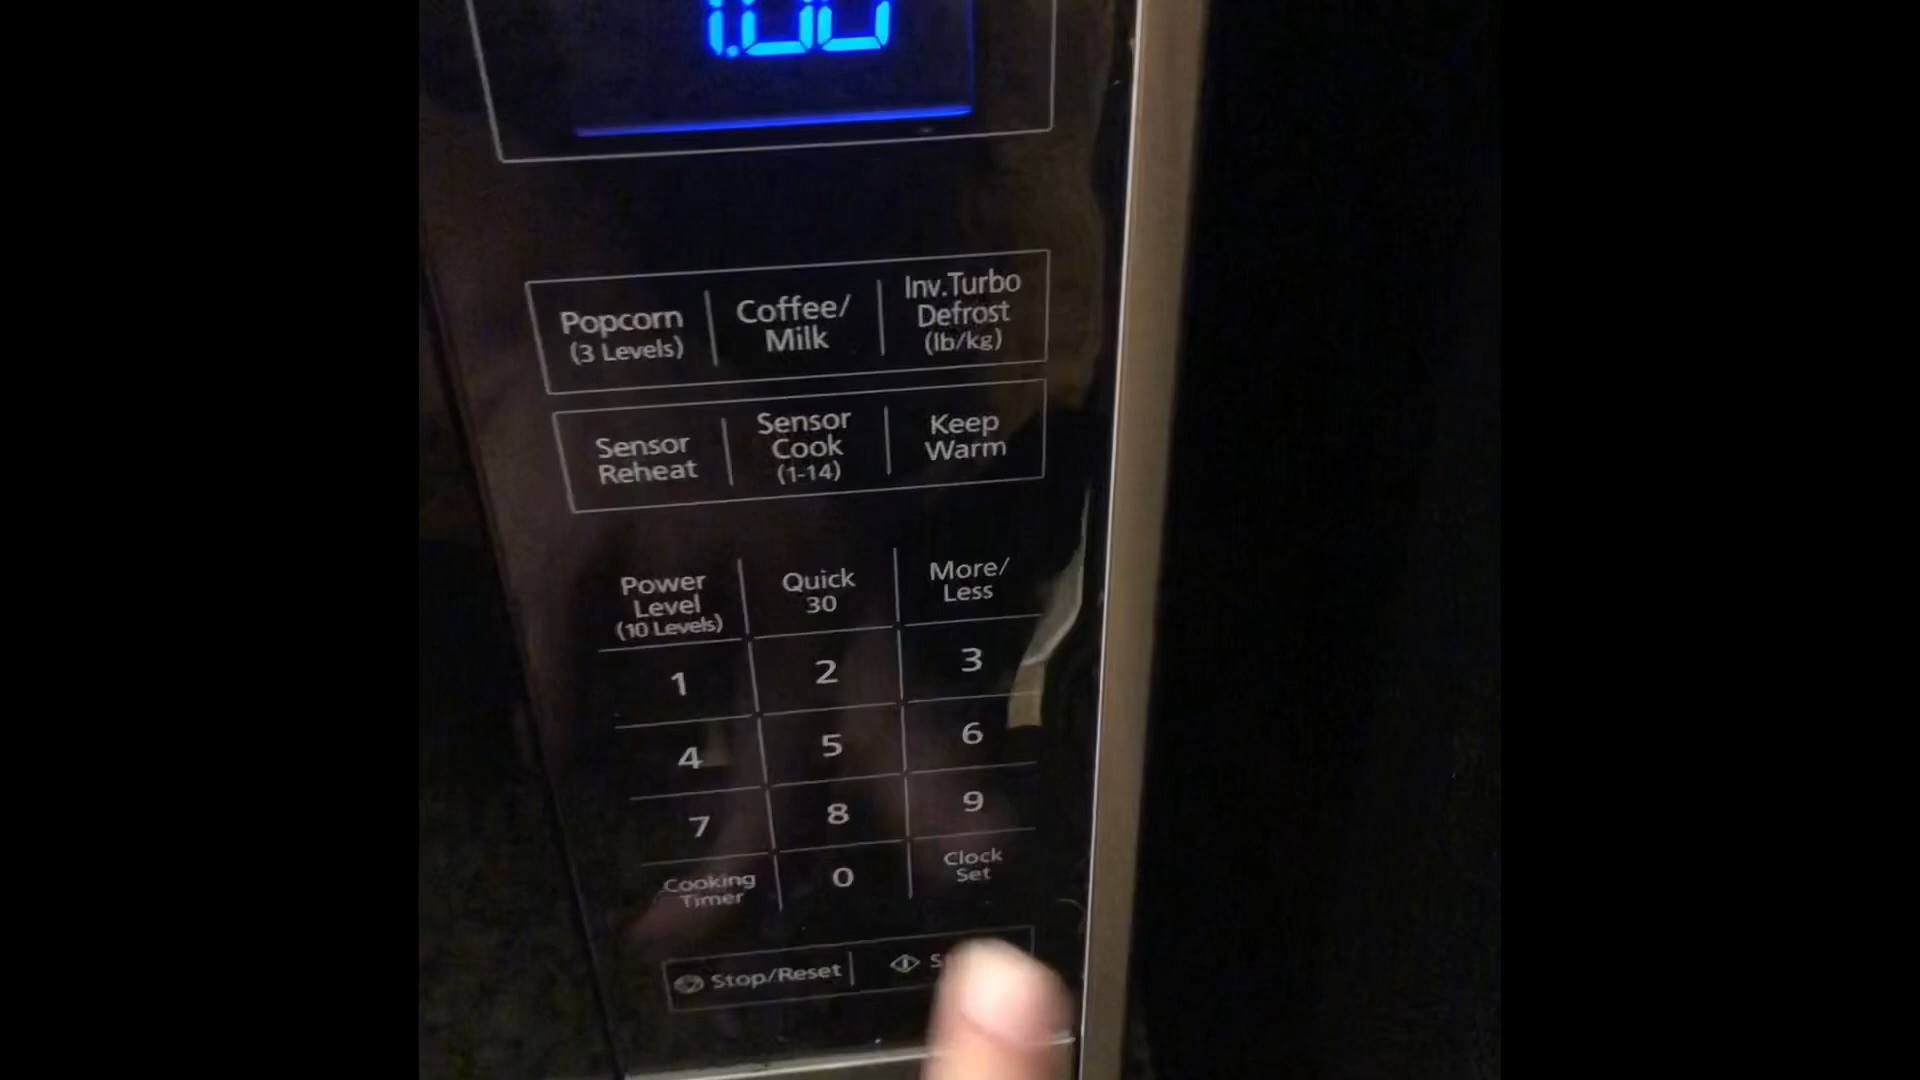 1.00
Popcorn
(3 Levels)
Coffee/
Milk
Inv.Turbo
Defrost
(lb/kg)
Sensor
Reheat
Sensor
Cook
(1-14)
Keep
Warm
Power
Level
(10 Levels)
Quick
30
More/
Less
1
2
3
4
5
6
7
8
9
Cooking
Timer
0
Clock
Set
Stop/Reset